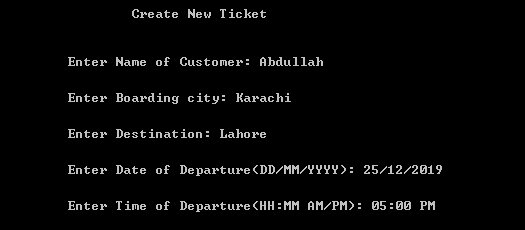 Create New Ticket
Enter Name of Customer: Abdullah
Enter Boarding city: Karachi
Enter Destination: Lahore
Enter Date of Departure(DD/MM/YYYY): 25/12/2019
Enter Time of Departure(HH:MM AM/PM): 05:00 PM